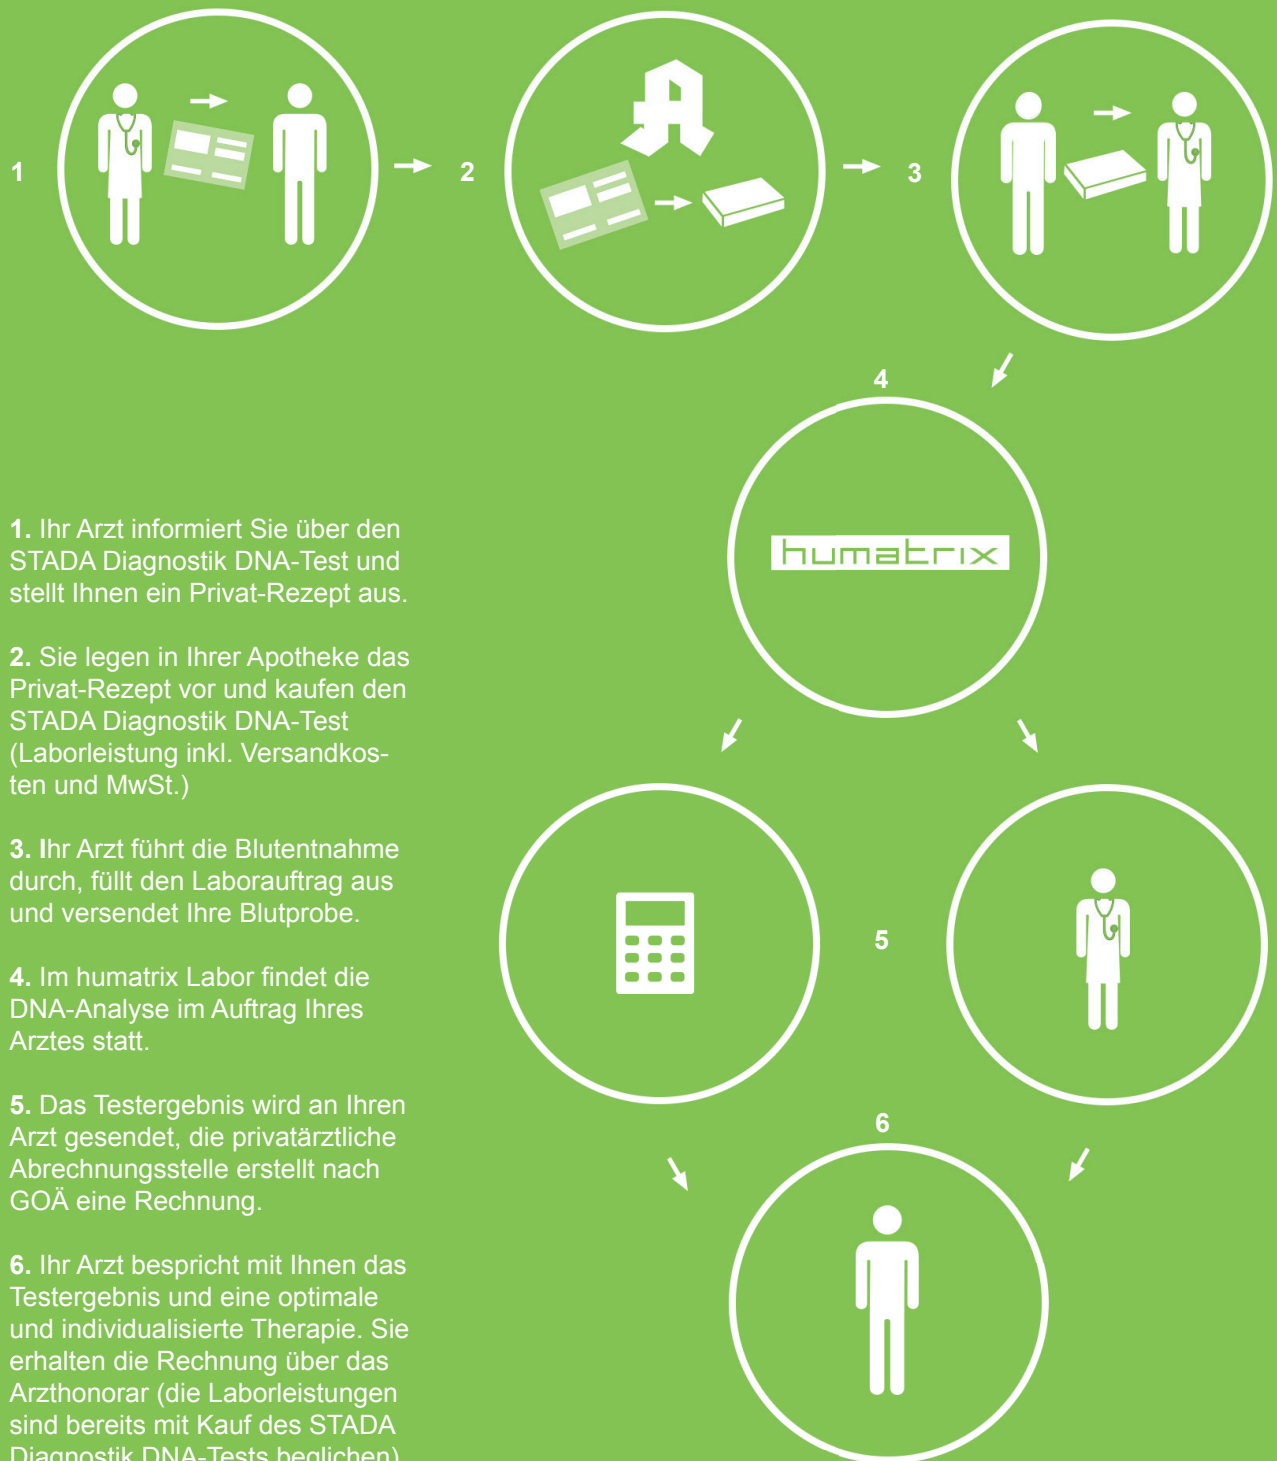 1
2
3
4
humatrix
5
6
1. Ihr Arzt informiert Sie über den
STADA Diagnostik DNA-Test und
stellt Ihnen ein Privat-Rezept aus.
2. Sie legen in Ihrer Apotheke das
Privat-Rezept vor und kaufen den
STADA Diagnostik DNA-Test
(Laborleistung inkl. Versandkos-
ten und MwSt.)
3. Ihr Arzt führt die Blutentnahme
durch, füllt den Laborauftrag aus
und versendet Ihre Blutprobe.
4. Im humatrix Labor findet die
DNA-Analyse im Auftrag Ihres
Arztes statt.
5. Das Testergebnis wird an Ihren
Arzt gesendet, die privatärztliche
Abrechnungsstelle erstellt nach
GOÄ eine Rechnung.
6. Ihr Arzt bespricht mit Ihnen das
Testergebnis und eine optimale
und individualisierte Therapie. Sie
erhalten die Rechnung über das
Arzthonorar (die Laborleistungen
sind bereits mit Kauf des STADA
Diagnostik DNA-Tests beglichen)